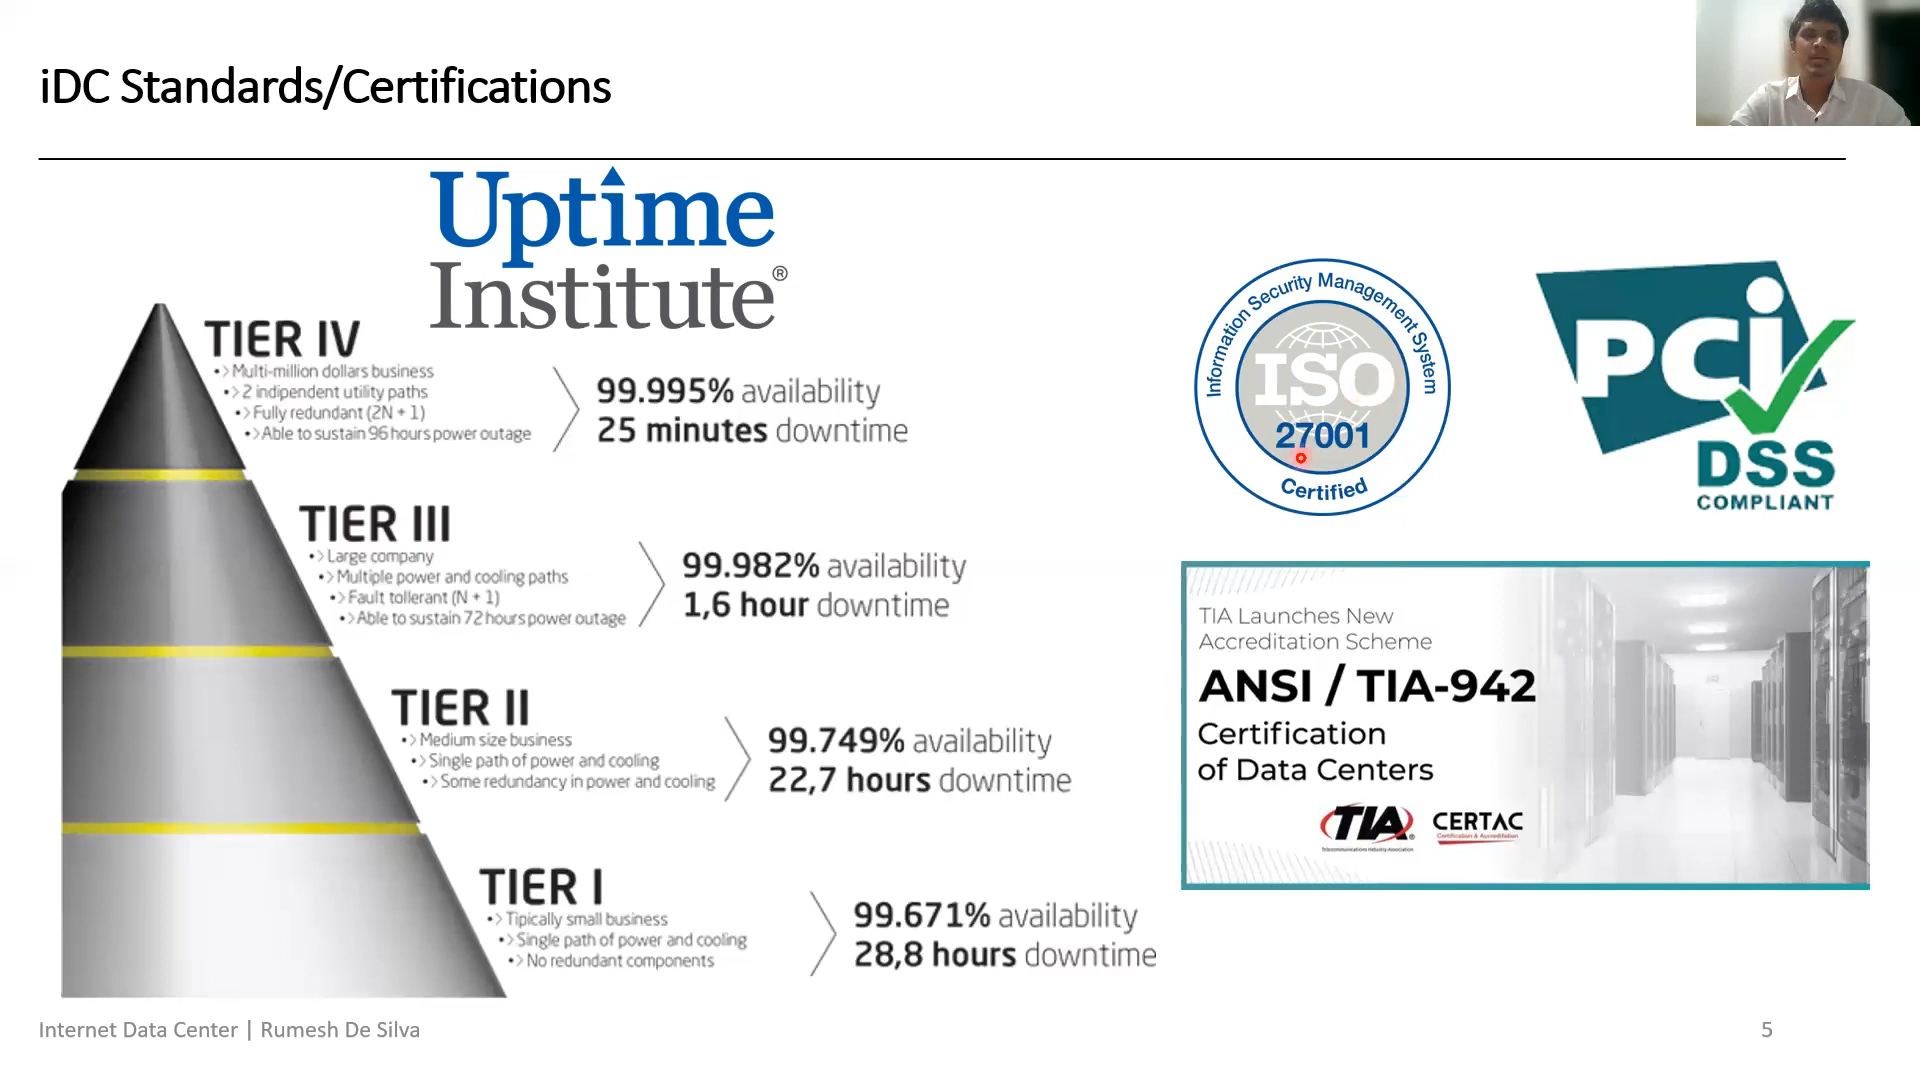 iDC Standards/Certifications
Uptime
Institute®
TIER IV
•>Multi-million dollars business
•>2 indipendent utility paths
•>Fully redundant (2N + 1)
•>Able to sustain 96 hours power outage
99.995% availability
25 minutes downtime
TIER III
•>Large company
•>Multiple power and cooling paths
•>Fault tollerant (N + 1)
•>Able to sustain 72 hours power outage
99.982% availability
1,6 hour downtime
TIER II
•>Medium size business
•>Single path of power and cooling
•>Some redundancy in power and cooling
99.749% availability
22,7 hours downtime
TIER I
•>Tipically small business
•>Single path of power and cooling
•>No redundant components
99.671% availability
28,8 hours downtime
Information Security Management System
ISO
27001
Certified
PCi
DSS
COMPLIANT
TIA Launches New
Accreditation Scheme
ANSI / TIA-942
Certification
of Data Centers
TIA®
Telecommunications Industry Association
CERTAC
Certification & Accreditation
Internet Data Center | Rumesh De Silva
5